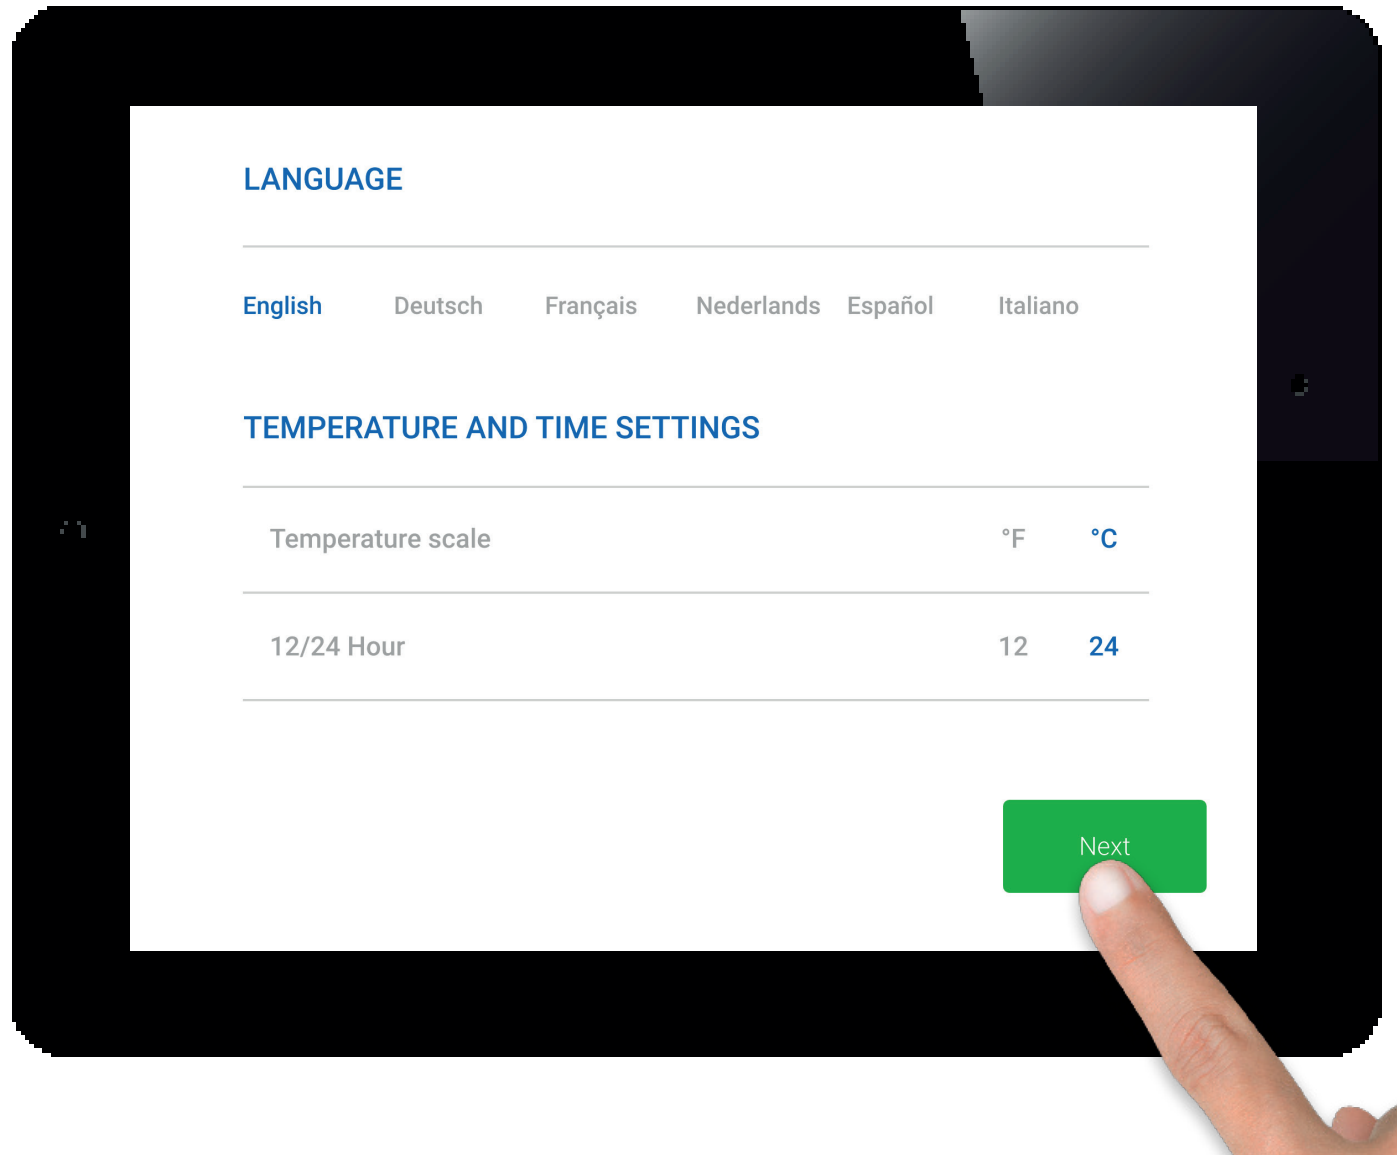 LANGUAGE
English Deutsch Français Nederlands Español Italiano
TEMPERATURE AND TIME SETTINGS
Temperature scale °F °C
12/24 Hour 12 24
Next